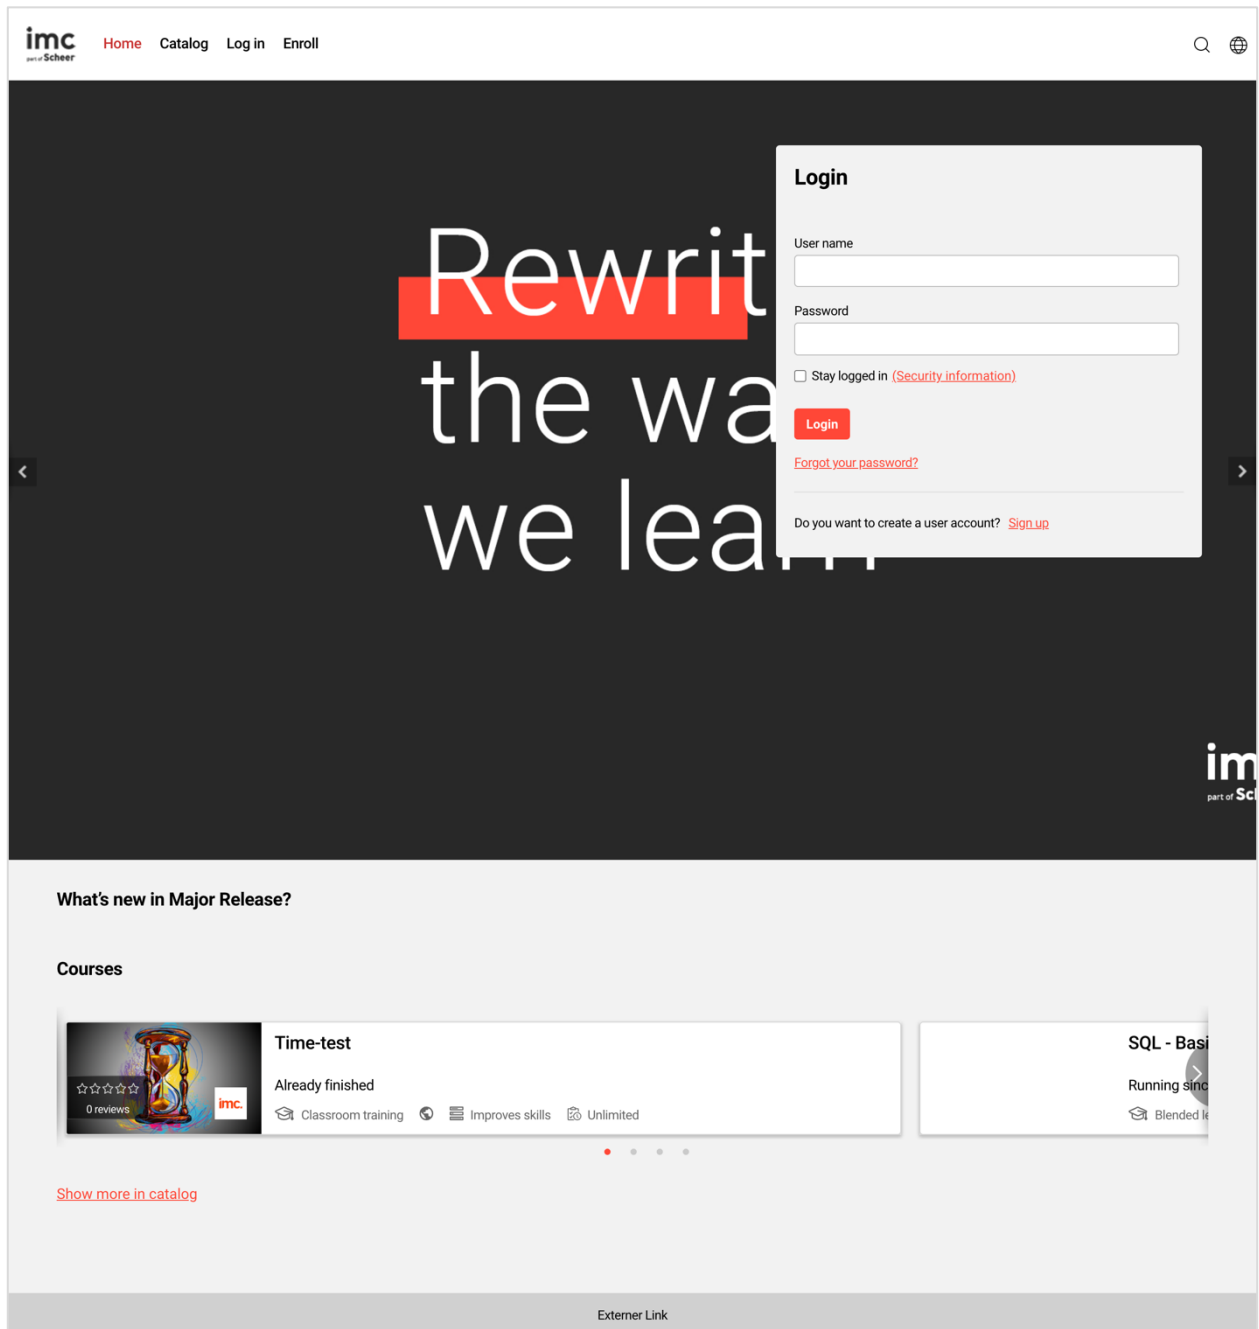 imc
part of Scheer
Home Catalog Log in Enroll
Login
User name
Password
Stay logged in (Security information)
Login
Forgot your password?
Do you want to create a user account? Sign up
Rewrit
the wa
we lea
im
part of Scl
What's new in Major Release?
Courses
Time-test
Already finished
Classroom training Improves skills Unlimited
0 reviews
imc.
SQL - Basi
Running sinc
Blended le
Show more in catalog
Externer Link